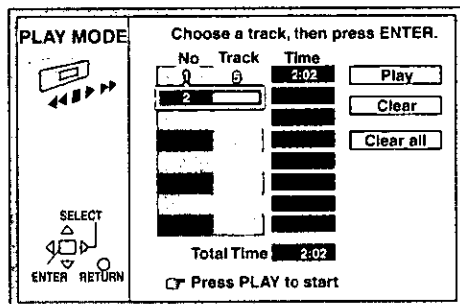 PLAY MODE
Choose a track, then press ENTER.
No Track Time
1 6 2:02
2
Play
Clear
Clear all
SELECT
ENTER RETURN
Total Time 2:02
☞ Press PLAY to start